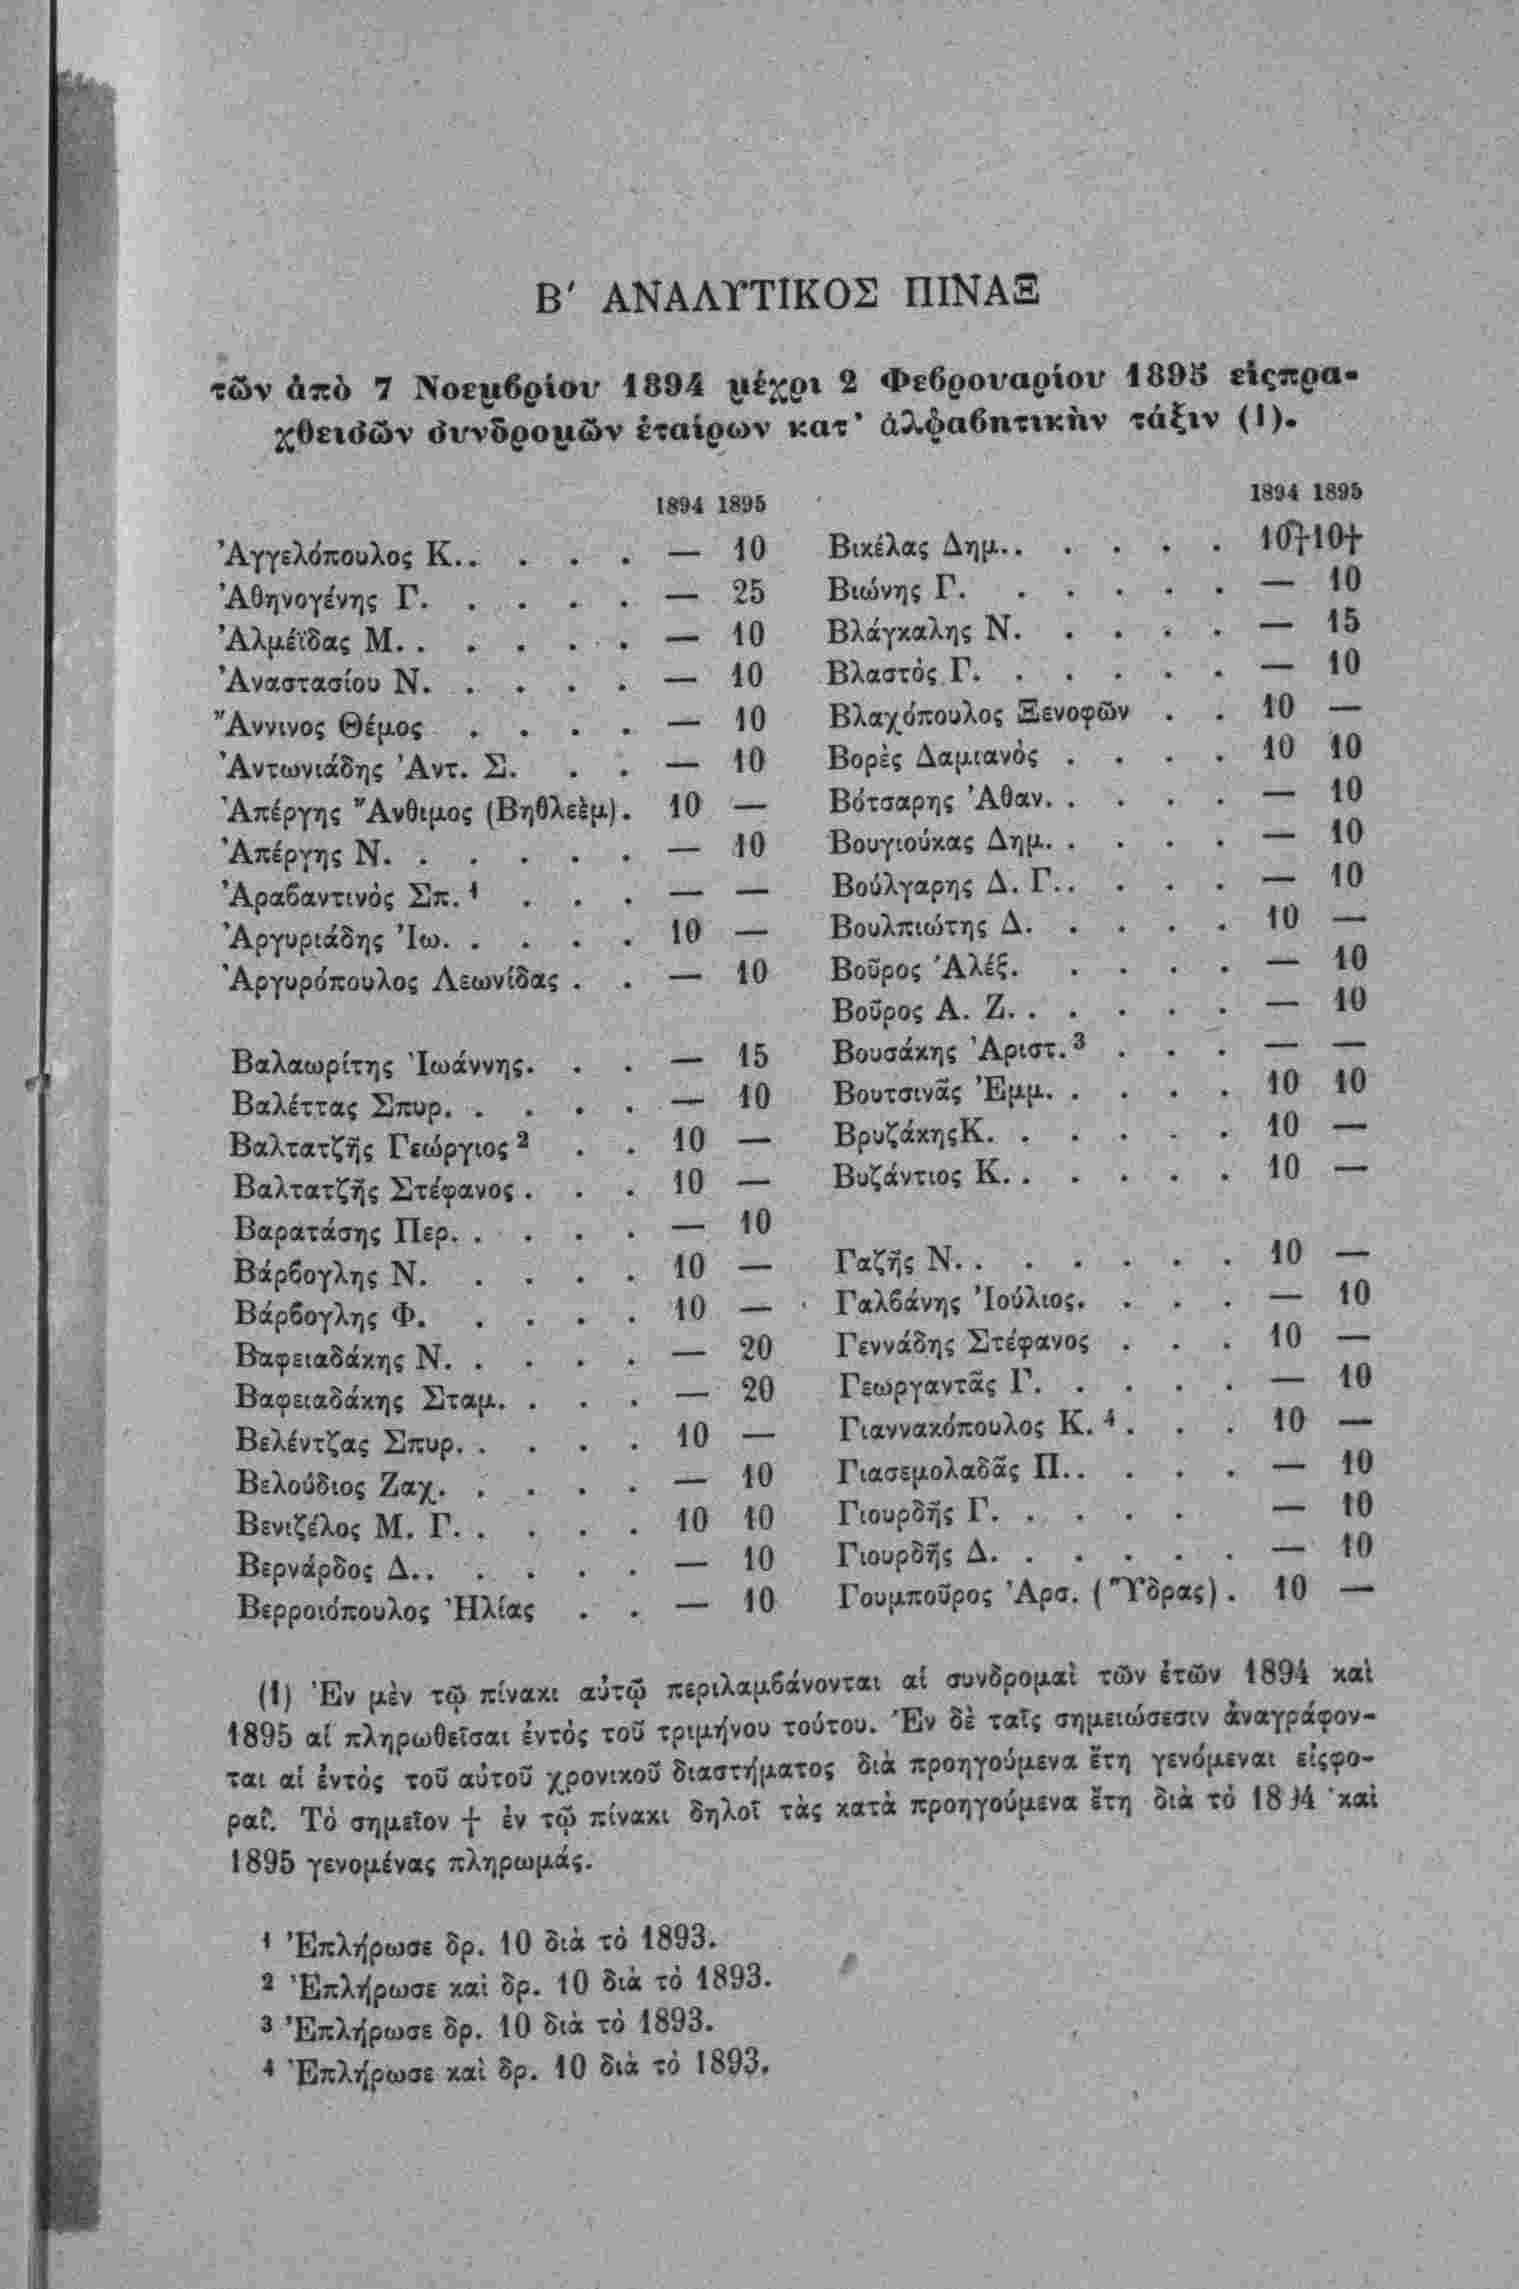 Β′ ΑΝΑΛΥΤΙΚΟΣ ΠΙΝΑΞ
τῶν ἀπὸ 7 Νοεμβρίου 1894 μέχρι 2 Φεβρουαρίου 1895 εἰςπρα-
χθεισῶν συνδρομῶν ἑταίρων κατ' ἀλφαβητικὴν τάξιν (1).
1894 1895
Ἀγγελόπουλος Κ.. . . . . — 10
Ἀθηνογένης Γ. . . . . . — 25
Ἀλμέϊδας Μ. . . . . . . — 10
Ἀναστασίου Ν. . . . . . — 10
Ἄννινος Θέμος . . . . . — 10
Ἀντωνιάδης Ἀντ. Σ. . . . — 10
Ἀπέργης Ἄνθιμος (Βηθλεὲμ). 10 —
Ἀπέργης Ν. . . . . . . — 10
Ἀραβαντινὸς Σπ.¹ . . . — —
Ἀργυριάδης Ἰω. . . . . . 10 —
Ἀργυρόπουλος Λεωνίδας . . — 10
Βαλαωρίτης Ἰωάννης. . . — 15
Βαλέττας Σπυρ. . . . . . — 10
Βαλτατζῆς Γεώργιος² . . 10 —
Βαλτατζῆς Στέφανος . . . 10 —
Βαρατάσης Περ. . . . . . — 10
Βάρβογλης Ν. . . . . . 10 —
Βάρβογλης Φ. . . . . . 10 —
Βαφειαδάκης Ν. . . . . . — 20
Βαφειαδάκης Σταμ. . . . . — 20
Βελέντζας Σπυρ. . . . . . 10 —
Βελούδιος Ζαχ. . . . . . — 10
Βενιζέλος Μ. Γ. . . . . . 10 10
Βερνάρδος Δ.. . . . . . — 10
Βερροιόπουλος Ἠλίας . . — 10
1894 1895
Βικέλας Δημ.. . . . . . 10†10†
Βιώνης Γ. . . . . . — 10
Βλάγκαλης Ν. . . . . . — 15
Βλαστὸς Γ. . . . . . . — 10
Βλαχόπουλος Ξενοφῶν . . 10 —
Βορὲς Δαμιανὸς . . . . 10 10
Βότσαρης Ἀθαν. . . . . — 10
Βουγιούκας Δημ. . . . . — 10
Βούλγαρης Δ. Γ.. . . . — 10
Βουλπιώτης Δ. . . . . . 10 —
Βοῦρος Ἀλέξ. . . . . — 10
Βοῦρος Α. Ζ. . . . . . — 10
Βουσάκης Ἀριστ.³ . . . — —
Βουτσινᾶς Ἐμμ. . . . . 10 10
ΒρυζάκηςΚ. . . . . . 10 —
Βυζάντιος Κ. . . . . . 10 —
Γαζῆς Ν. . . . . . . 10 —
Γαλβάνης Ἰούλιος. . . . — 10
Γεννάδης Στέφανος . . . 10 —
Γεωργαντᾶς Γ. . . . . . — 10
Γιαννακόπουλος Κ.⁴ . . . 10 —
Γιασεμολαδᾶς Π.. . . . — 10
Γιουρδῆς Γ. . . . . — 10
Γιουρδῆς Δ. . . . . . — 10
Γουμποῦρος Ἀρσ. (Ὕδρας) . 10 —
(1) Ἐν μὲν τῷ πίνακι αὐτῷ περιλαμβάνονται αἱ συνδρομαὶ τῶν ἐτῶν 1894 καὶ
1895 αἱ πληρωθεῖσαι ἐντὸς τοῦ τριμήνου τούτου. Ἐν δὲ ταῖς σημειώσεσιν ἀναγράφον-
ται αἱ ἐντὸς τοῦ αὐτοῦ χρονικοῦ διαστήματος διὰ προηγούμενα ἔτη γενόμεναι εἰςφο-
ραί. Τὸ σημεῖον † ἐν τῷ πίνακι δηλοῖ τὰς κατὰ προηγούμενα ἔτη διὰ τὸ 1894 καὶ
1895 γενομένας πληρωμάς.
¹ Ἐπλήρωσε δρ. 10 διὰ τὸ 1893.
² Ἐπλήρωσε καὶ δρ. 10 διὰ τὸ 1893.
³ Ἐπλήρωσε δρ. 10 διὰ τὸ 1893.
⁴ Ἐπλήρωσε καὶ δρ. 10 διὰ τὸ 1893.